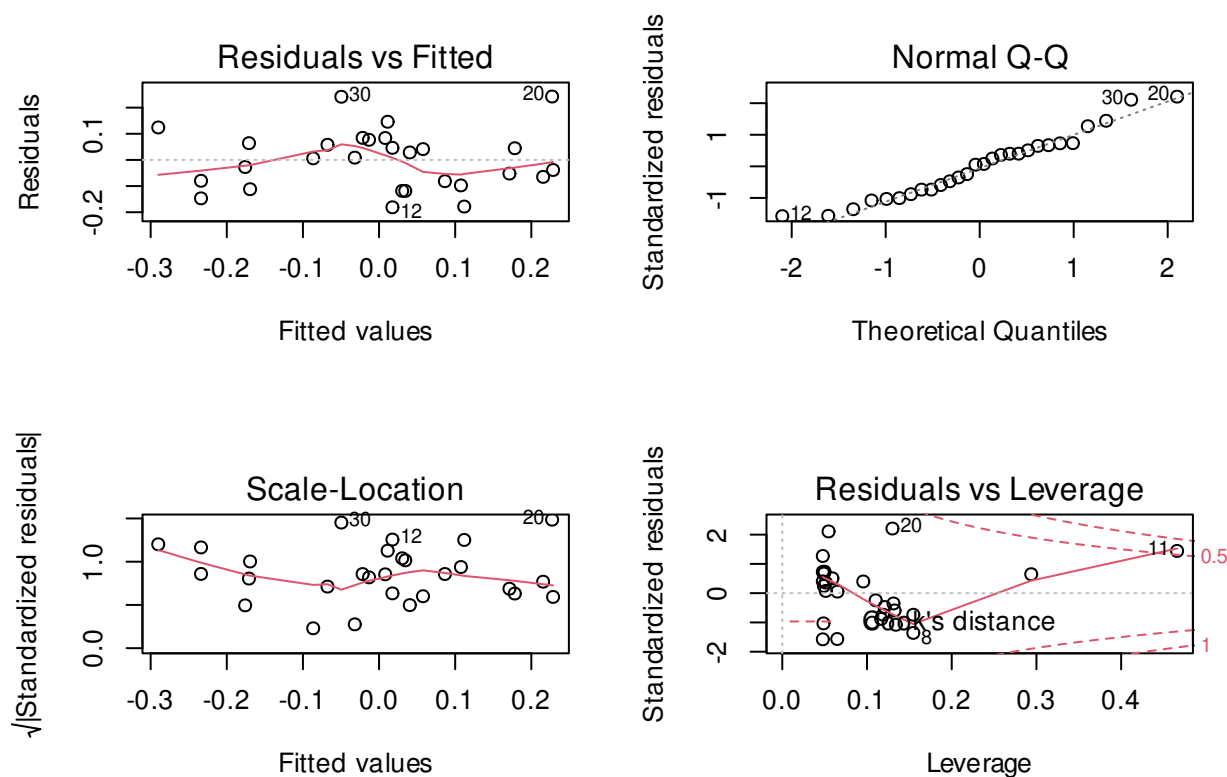 Residuals vs Fitted
Residuals
-0.2 0.1
30
20
12
-0.3 -0.2 -0.1 0.0 0.1 0.2
Fitted values
Normal Q-Q
Standardized residuals
-1 1
30
20
12
-2 -1 0 1 2
Theoretical Quantiles
Scale-Location
√|Standardized residuals|
0.0 1.0
30
12
20
-0.3 -0.2 -0.1 0.0 0.1 0.2
Fitted values
Residuals vs Leverage
Standardized residuals
-2 0 2
20
11
0.5
k's distance
8
1
0.0 0.1 0.2 0.3 0.4
Leverage